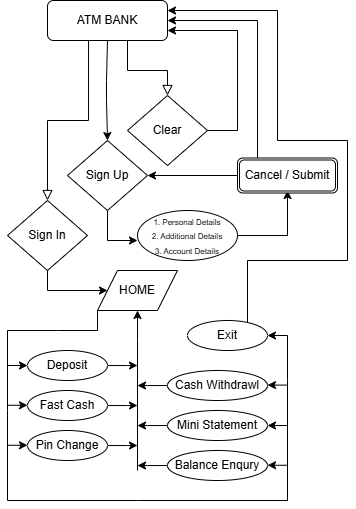 ATM BANK
Clear
Sign Up
Cancel / Submit
1. Personal Details
2. Additional Details
3. Account Details
Sign In
HOME
Exit
Deposit
Cash Withdrawl
Fast Cash
Mini Statement
Pin Change
Balance Enqury